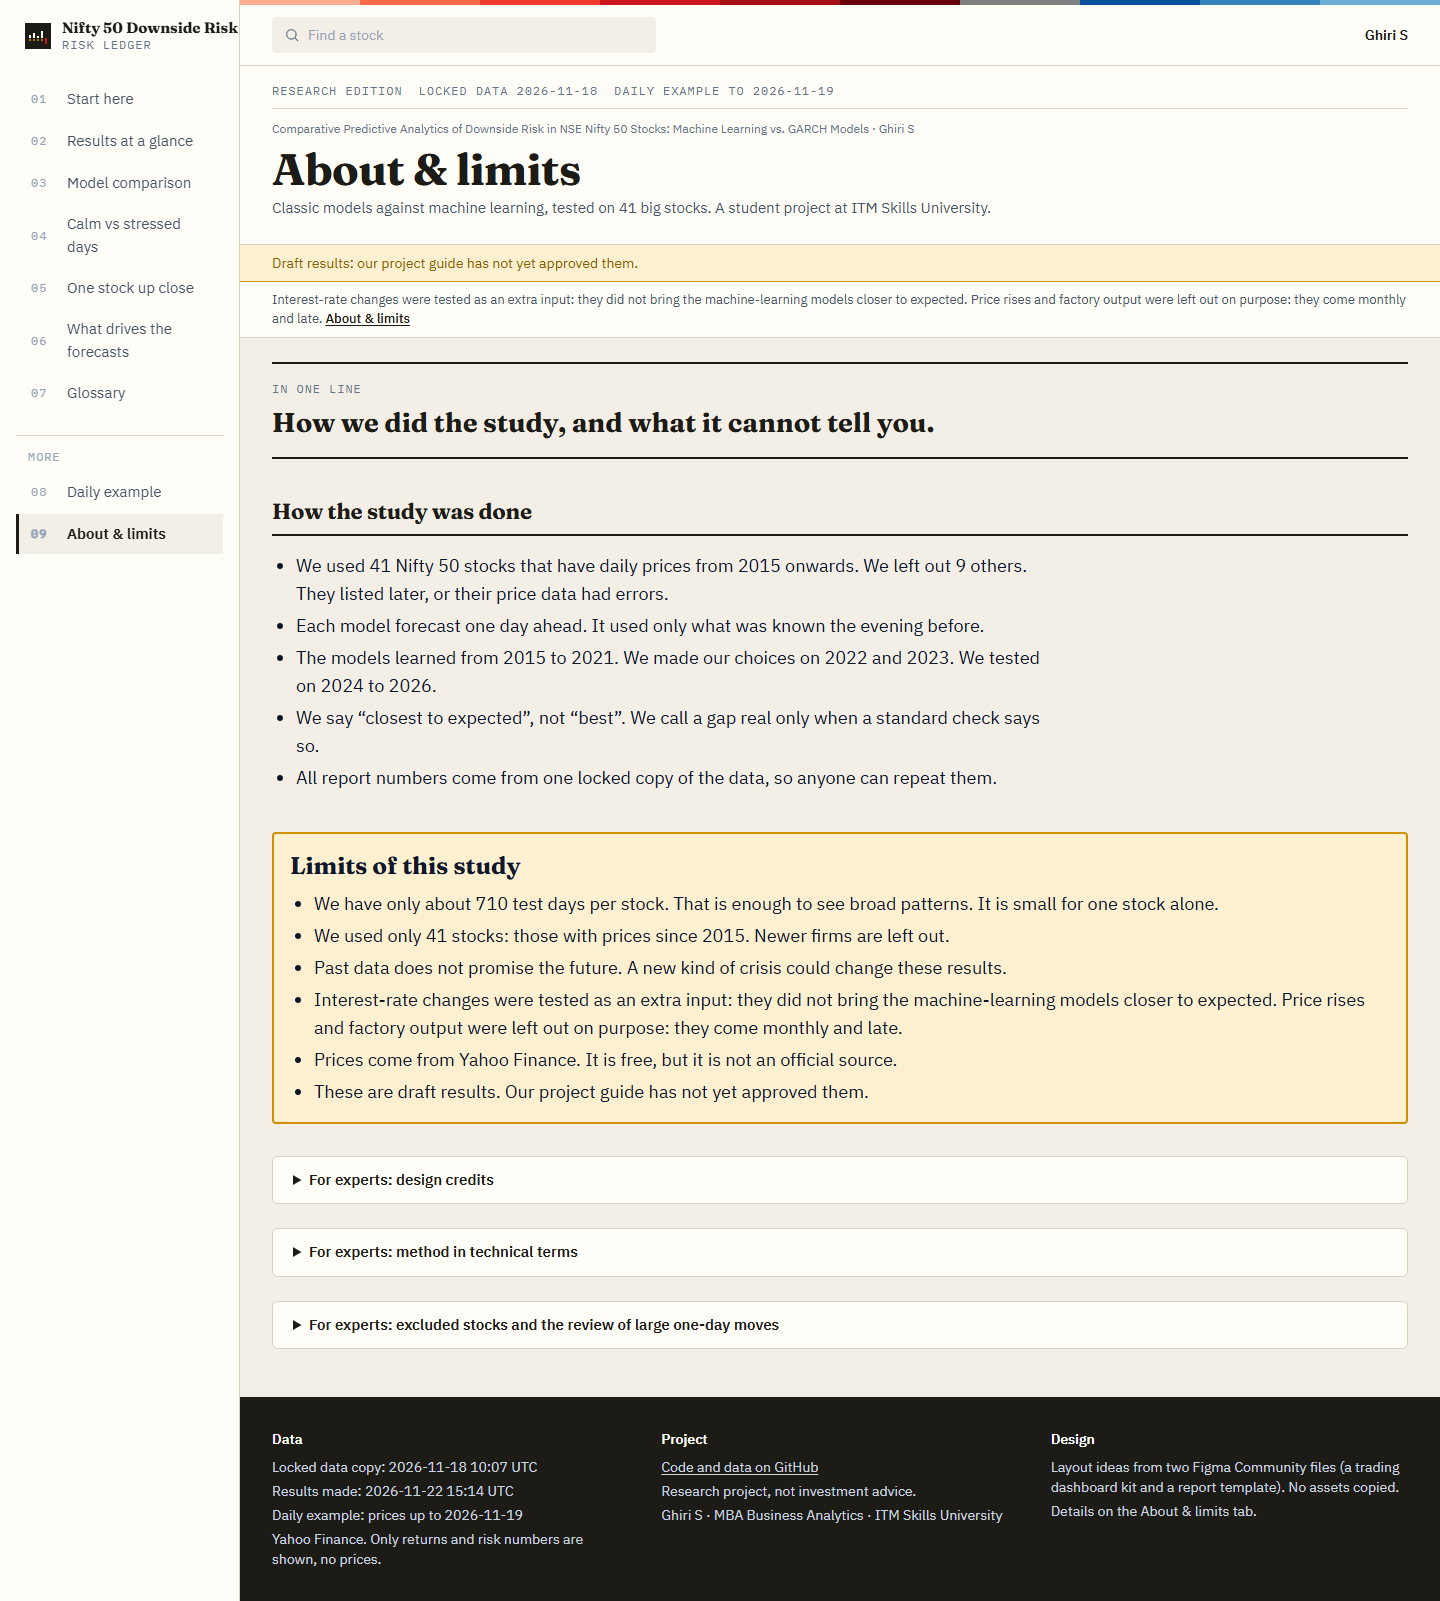 Nifty 50 Downside Risk
RISK LEDGER
01 Start here
02 Results at a glance
03 Model comparison
04 Calm vs stressed
days
05 One stock up close
06 What drives the
forecasts
07 Glossary
MORE
08 Daily example
09 About & limits
Find a stock
Ghiri S
RESEARCH EDITION LOCKED DATA 2026-11-18 DAILY EXAMPLE TO 2026-11-19
Comparative Predictive Analytics of Downside Risk in NSE Nifty 50 Stocks: Machine Learning vs. GARCH Models · Ghiri S
About & limits
Classic models against machine learning, tested on 41 big stocks. A student project at ITM Skills University.
Draft results: our project guide has not yet approved them.
Interest-rate changes were tested as an extra input: they did not bring the machine-learning models closer to expected. Price rises and factory output were left out on purpose: they come monthly
and late. About & limits
IN ONE LINE
How we did the study, and what it cannot tell you.
How the study was done
• We used 41 Nifty 50 stocks that have daily prices from 2015 onwards. We left out 9 others.
They listed later, or their price data had errors.
• Each model forecast one day ahead. It used only what was known the evening before.
• The models learned from 2015 to 2021. We made our choices on 2022 and 2023. We tested
on 2024 to 2026.
• We say “closest to expected”, not “best”. We call a gap real only when a standard check says
so.
• All report numbers come from one locked copy of the data, so anyone can repeat them.
Limits of this study
• We have only about 710 test days per stock. That is enough to see broad patterns. It is small for one stock alone.
• We used only 41 stocks: those with prices since 2015. Newer firms are left out.
• Past data does not promise the future. A new kind of crisis could change these results.
• Interest-rate changes were tested as an extra input: they did not bring the machine-learning models closer to expected. Price rises
and factory output were left out on purpose: they come monthly and late.
• Prices come from Yahoo Finance. It is free, but it is not an official source.
• These are draft results. Our project guide has not yet approved them.
▶ For experts: design credits
▶ For experts: method in technical terms
▶ For experts: excluded stocks and the review of large one-day moves
Data
Locked data copy: 2026-11-18 10:07 UTC
Results made: 2026-11-22 15:14 UTC
Daily example: prices up to 2026-11-19
Yahoo Finance. Only returns and risk numbers are
shown, no prices.
Project
Code and data on GitHub
Research project, not investment advice.
Ghiri S · MBA Business Analytics · ITM Skills University
Design
Layout ideas from two Figma Community files (a trading
dashboard kit and a report template). No assets copied.
Details on the About & limits tab.